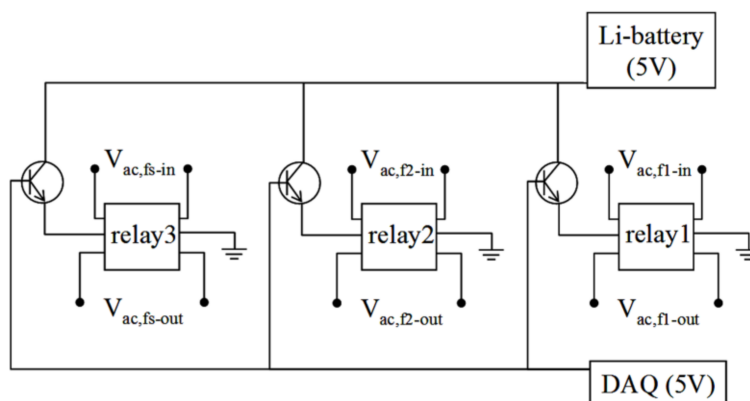 Li-battery
(5V)
Vac,fs-in
Vac,f2-in
Vac,f1-in
relay3
relay2
relay1
Vac,fs-out
Vac,f2-out
Vac,f1-out
DAQ (5V)